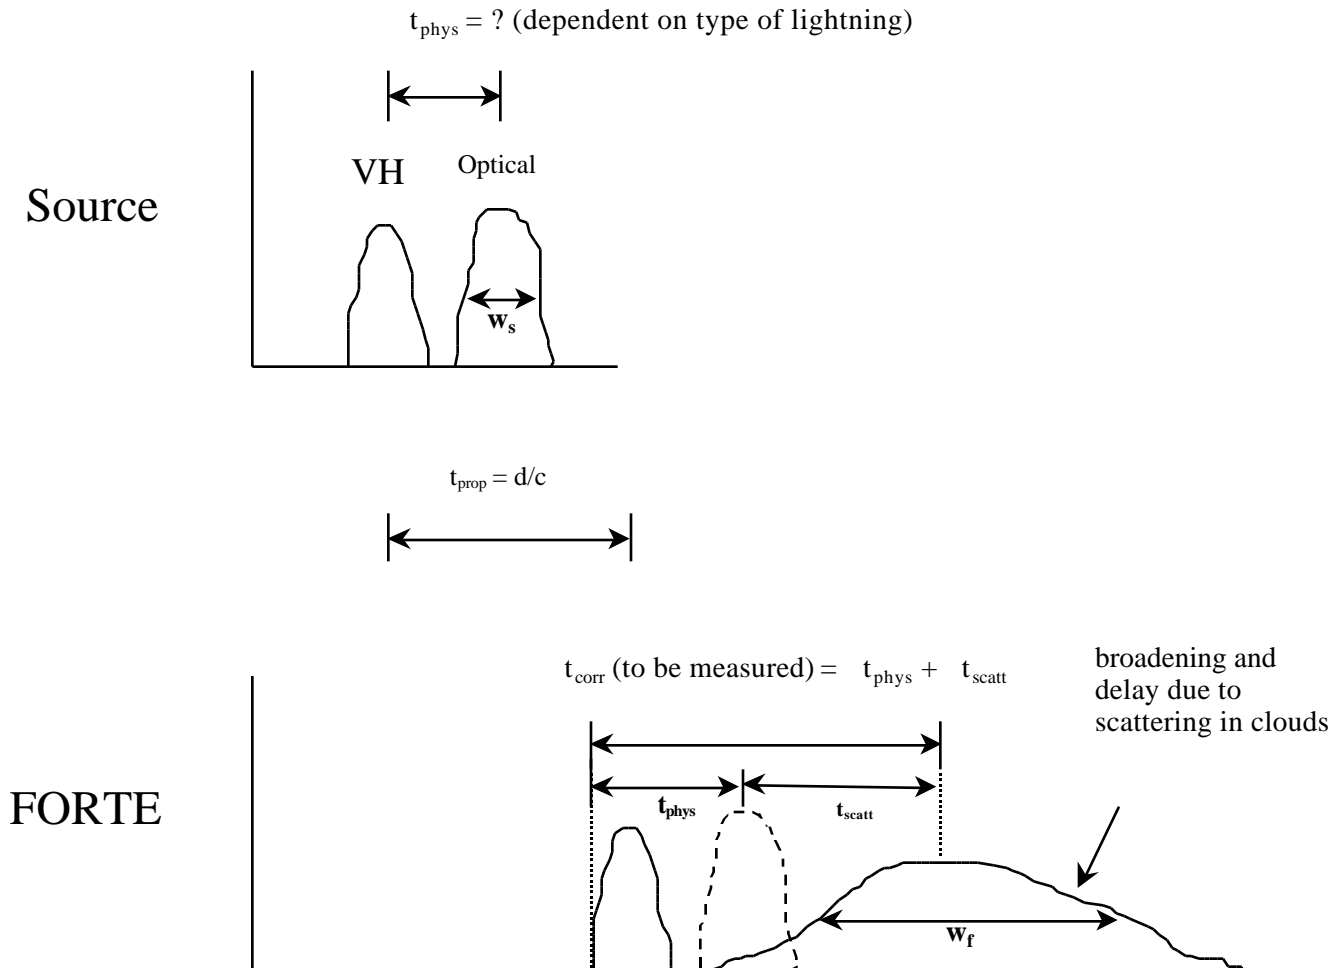 t_phys = ? (dependent on type of lightning)
VH
Optical
Source
w_s
t_prop = d/c
t_corr (to be measured) = t_phys + t_scatt
broadening and
delay due to
scattering in clouds
FORTE
t_phys
t_scatt
w_f